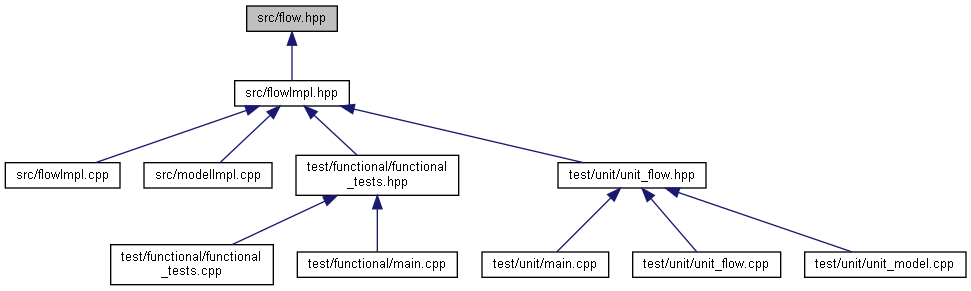 src/flow.hpp
src/flowImpl.hpp
src/flowImpl.cpp
src/modelImpl.cpp
test/functional/functional
_tests.hpp
test/unit/unit_flow.hpp
test/functional/functional
_tests.cpp
test/functional/main.cpp
test/unit/main.cpp
test/unit/unit_flow.cpp
test/unit/unit_model.cpp